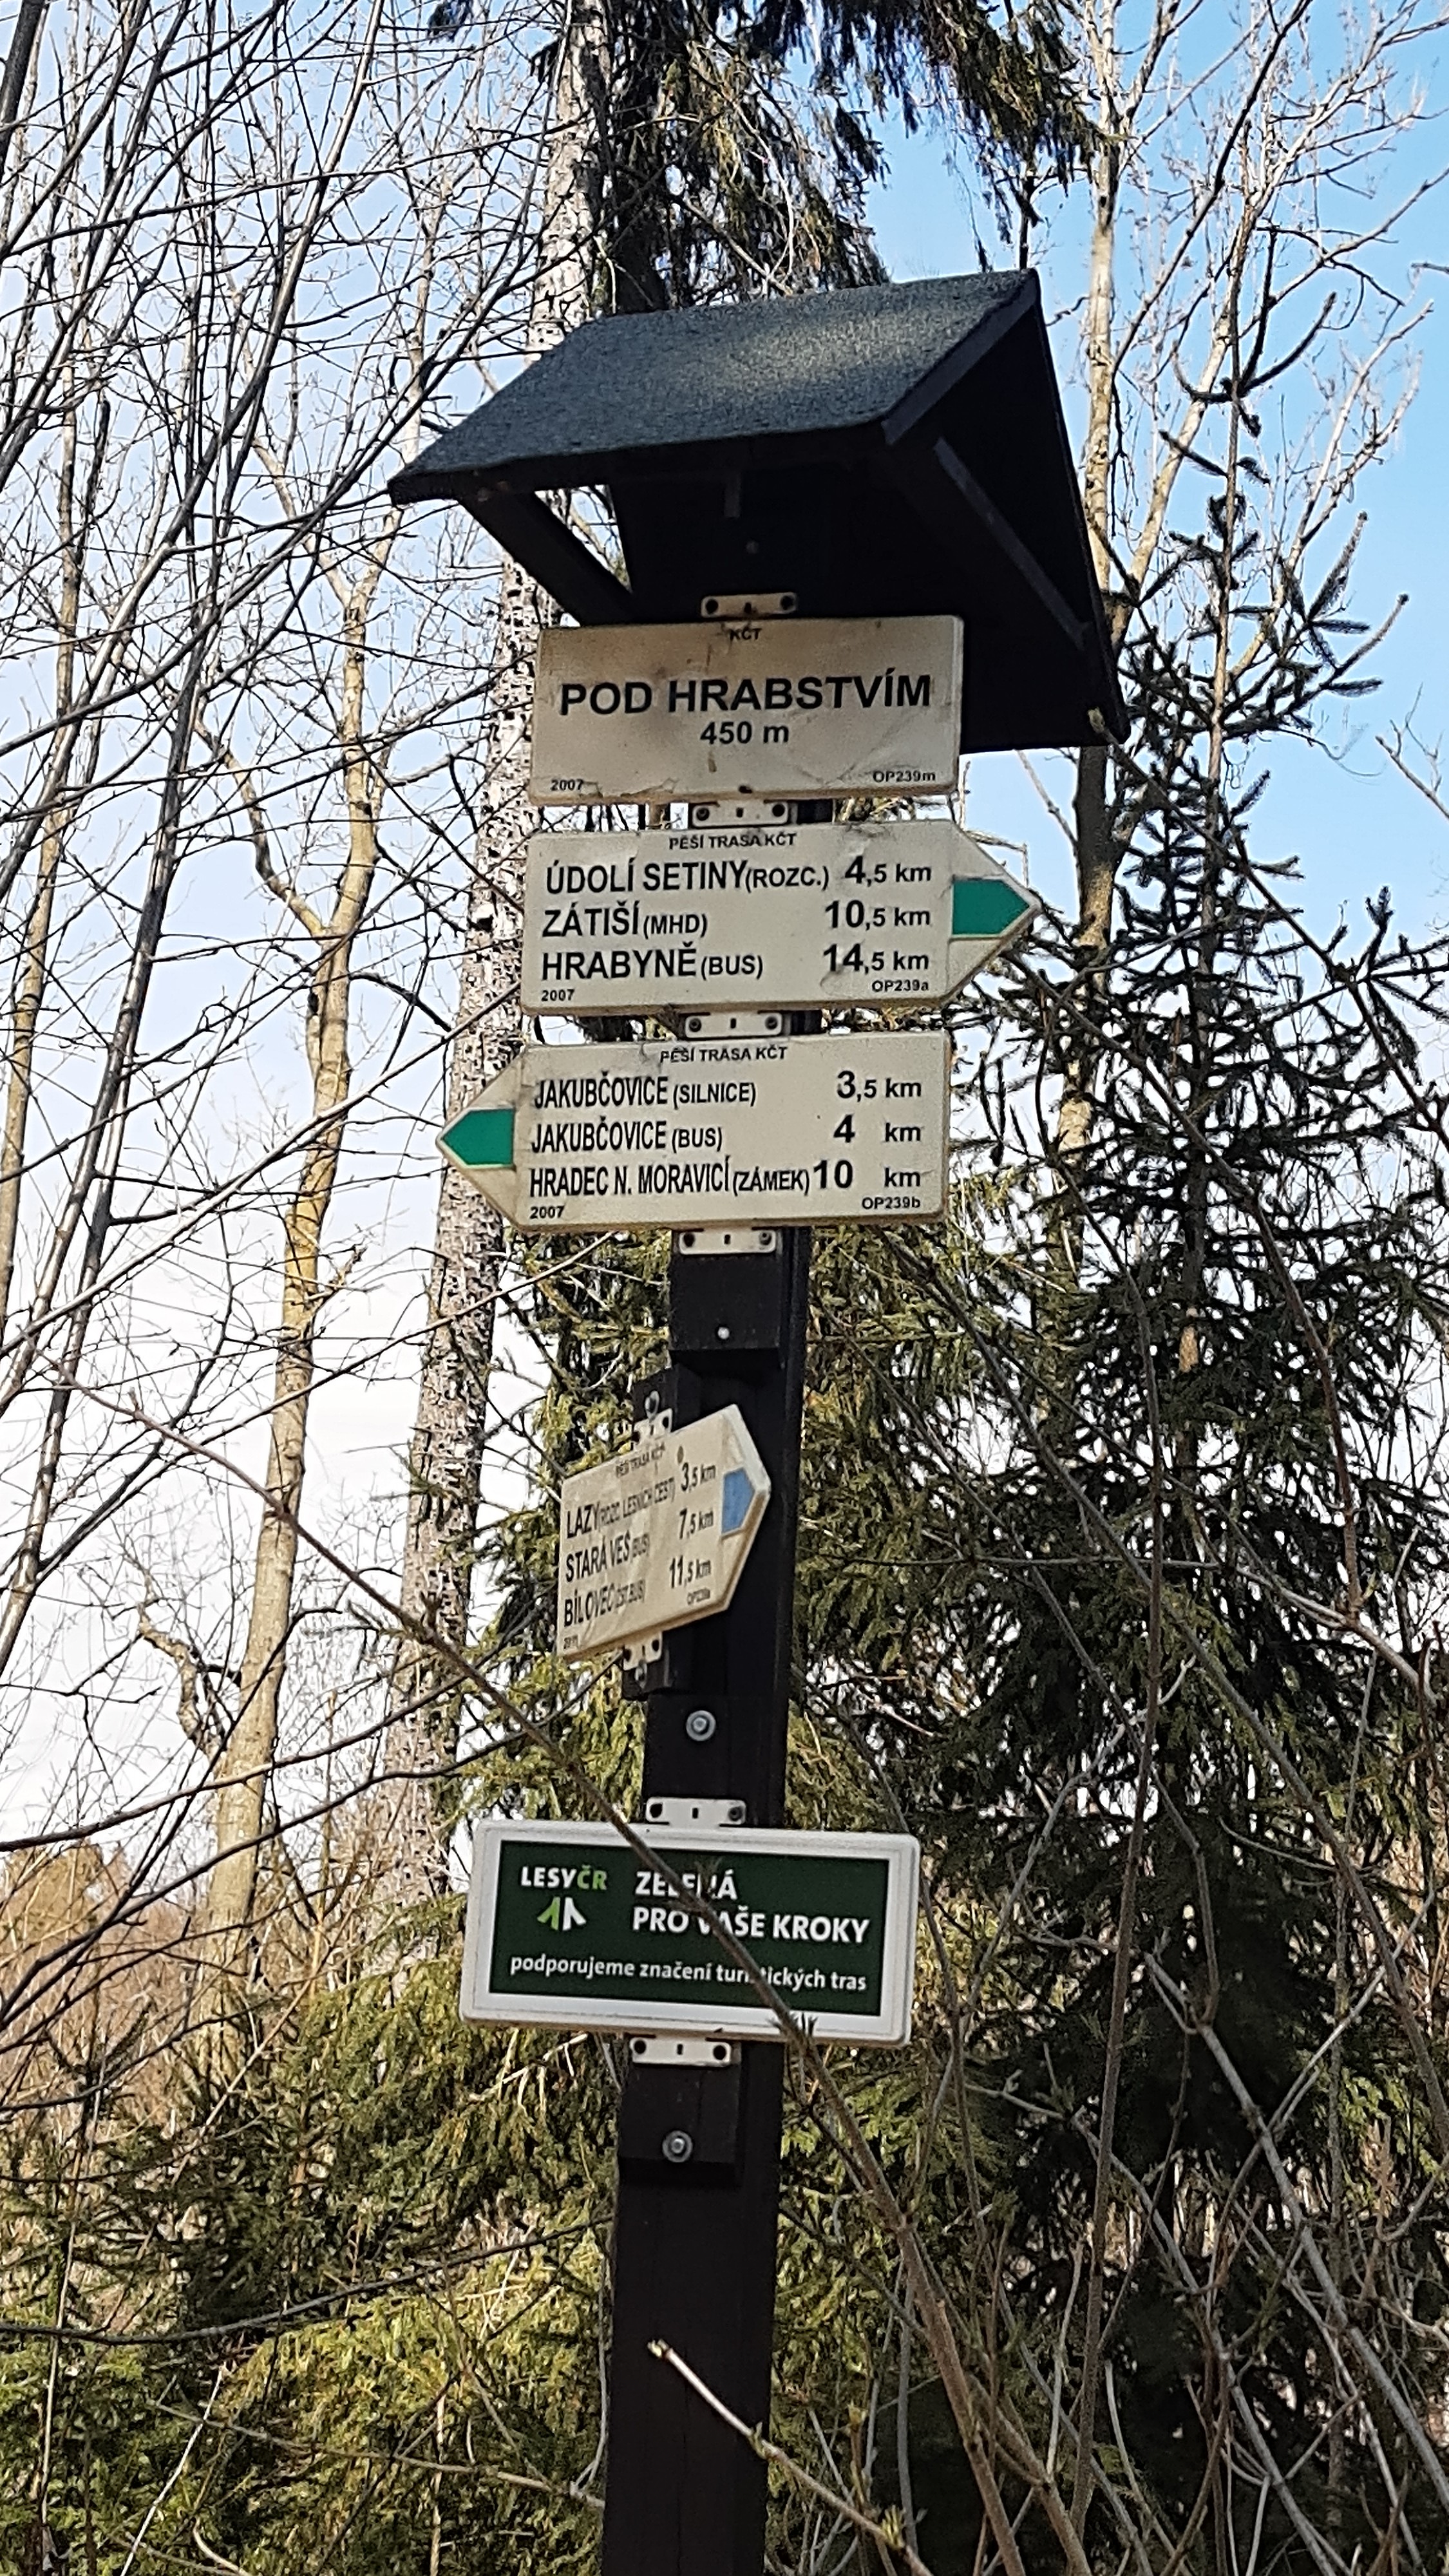 KČT
POD HRABSTVÍM
450 m
2007 OP239m
PĚŠÍ TRASA KČT
ÚDOLÍ SETINY (ROZC.) 4,5 km
ZÁTIŠÍ (MHD) 10,5 km
HRABYNĚ (BUS) 14,5 km
2007 OP239a
PĚŠÍ TRASA KČT
JAKUBČOVICE (SILNICE) 3,5 km
JAKUBČOVICE (BUS) 4 km
HRADEC N. MORAVICÍ (ZÁMEK) 10 km
2007 OP239b
PĚŠÍ TRASA KČT
LAZY (ROZC. LESNÍCH CEST) 3,5 km
STARÁ VES (BUS) 7,5 km
BÍLOVEC 11,5 km
LESY ČR ZELENÁ
PRO VAŠE KROKY
podporujeme značení turistických tras